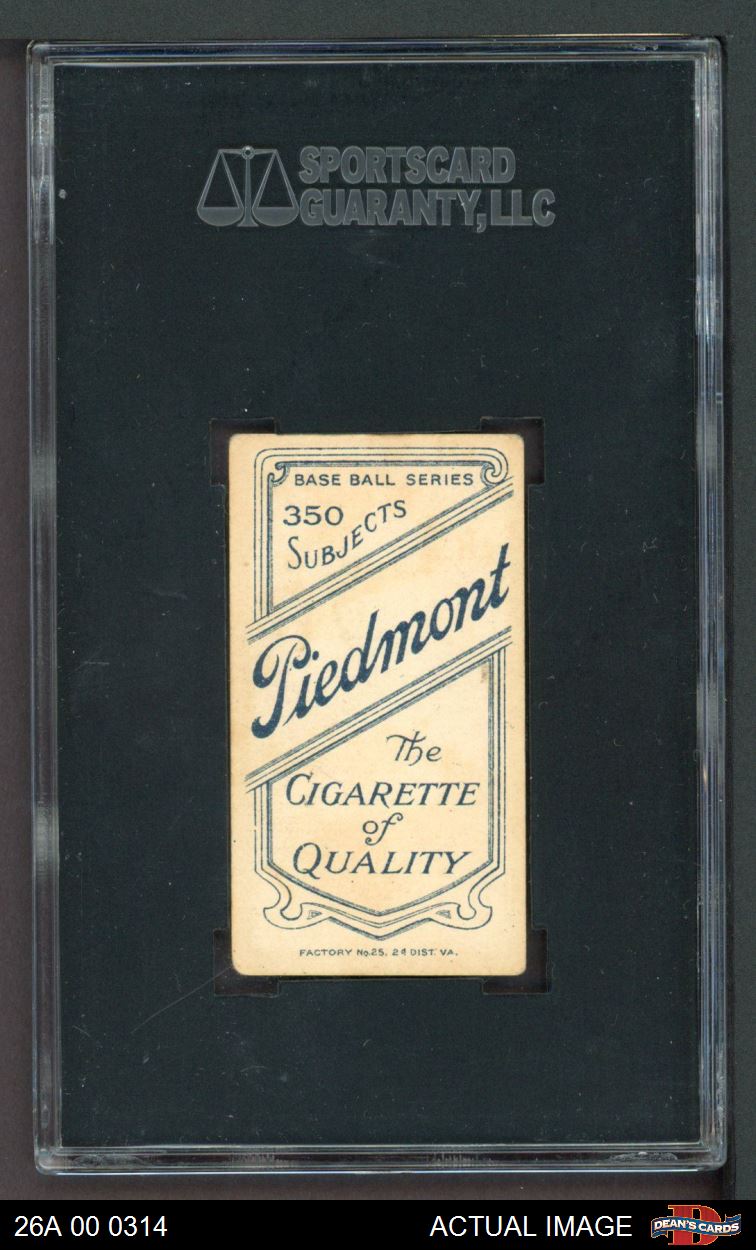 SPORTSCARD
GUARANTY, LLC
BASE BALL SERIES
350
SUBJECTS
Piedmont
The
CIGARETTE
of
QUALITY
FACTORY No. 25, 2d DIST. VA.
26A 00 0314
ACTUAL IMAGE
D
DEAN'S CARDS